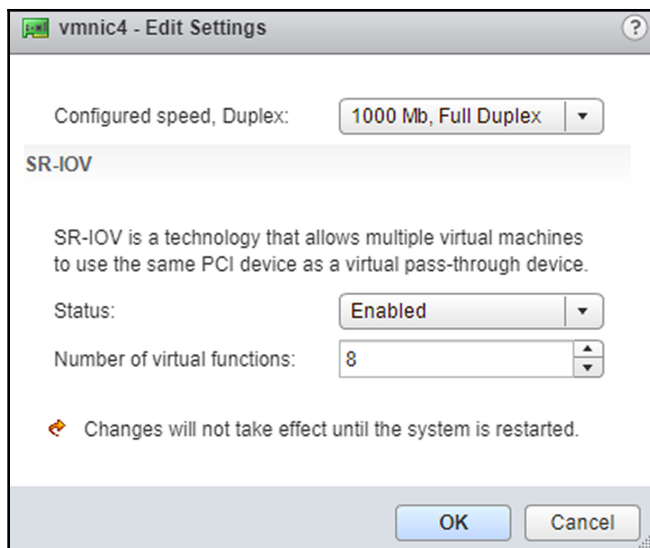 vmnic4 - Edit Settings
?
Configured speed, Duplex: 1000 Mb, Full Duplex
SR-IOV
SR-IOV is a technology that allows multiple virtual machines
to use the same PCI device as a virtual pass-through device.
Status: Enabled
Number of virtual functions: 8
Changes will not take effect until the system is restarted.
OK Cancel